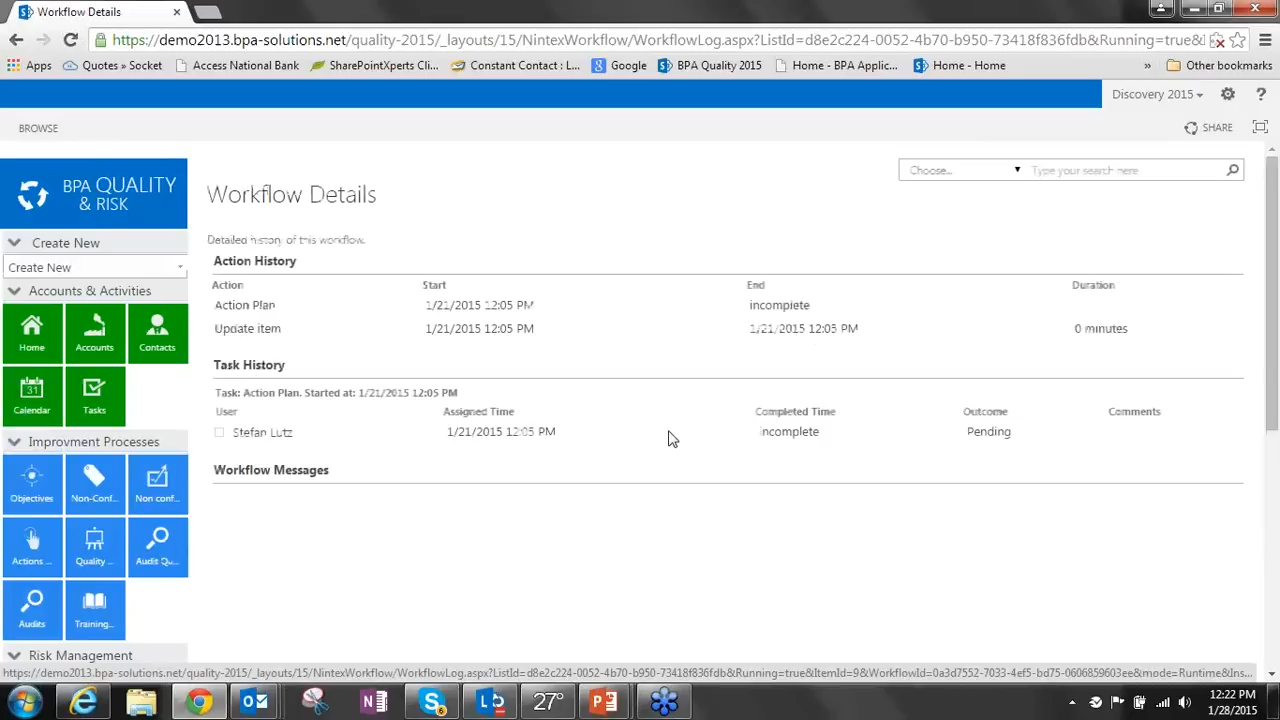 Workflow Details
https://demo2013.bpa-solutions.net/quality-2015/_layouts/15/NintexWorkflow/WorkflowLog.aspx?ListId=d8e2c224-0052-4b70-b950-73418f836fdb&Running=true&I
Apps Quotes » Socket Access National Bank SharePointXperts Cli... Constant Contact : L... Google BPA Quality 2015 Home - BPA Applic... Home - Home » Other bookmarks
Discovery 2015 ?
BROWSE SHARE
BPA QUALITY
& RISK
Choose... Type your search here
Workflow Details
Create New
Create New
Accounts & Activities
Home Accounts Contacts
31
Calendar Tasks
Improvment Processes
Objectives Non-Conf... Non conf...
Actions ... Quality ... Audit Qu...
Audits Training...
Risk Management
Detailed history of this workflow.
Action History
Action Start End Duration
Action Plan 1/21/2015 12:05 PM incomplete
Update item 1/21/2015 12:05 PM 1/21/2015 12:05 PM 0 minutes
Task History
Task: Action Plan. Started at: 1/21/2015 12:05 PM
User Assigned Time Completed Time Outcome Comments
Stefan Lutz 1/21/2015 12:05 PM incomplete Pending
Workflow Messages
https://demo2013.bpa-solutions.net/quality-2015/_layouts/15/NintexWorkflow/WorkflowLog.aspx?ListId=d8e2c224-0052-4b70-b950-73418f836fdb&Running=true&ItemId=9&WorkflowId=0a3d7552-7033-4ef5-bd75-0606859603ee&mode=Runtime&Ins...
6
27°
12:22 PM
1/28/2015